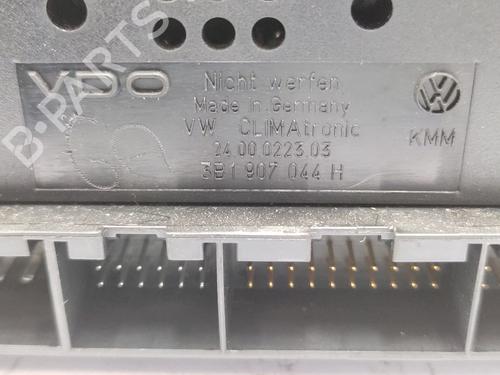 VDO
Nicht werfen
Made in Germany
VW CLIMAtronic
24 00 0223 03
3B1 907 044 H
KMM
B-PARTS